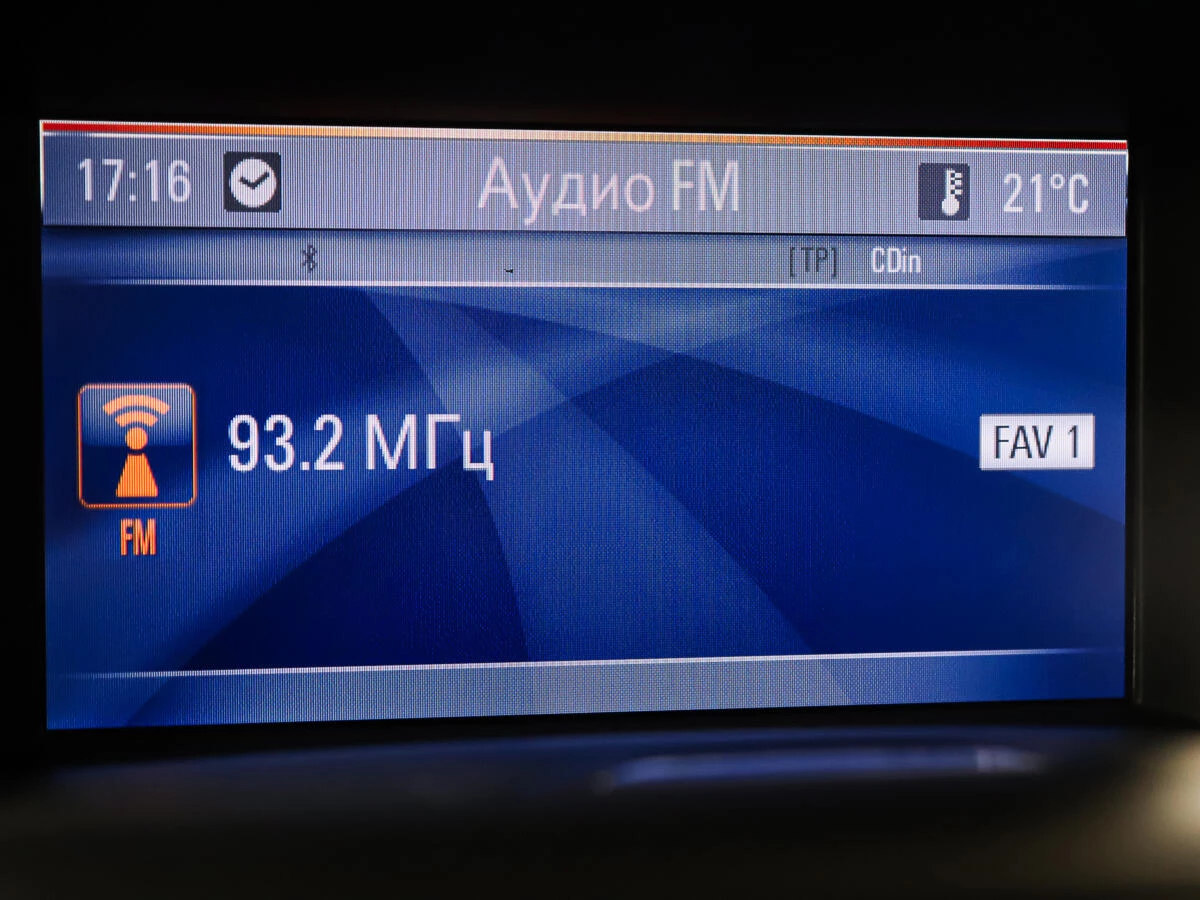 17:16 Аудио FM 21°C
[TP] CDin
93.2 МГц FAV 1
FM